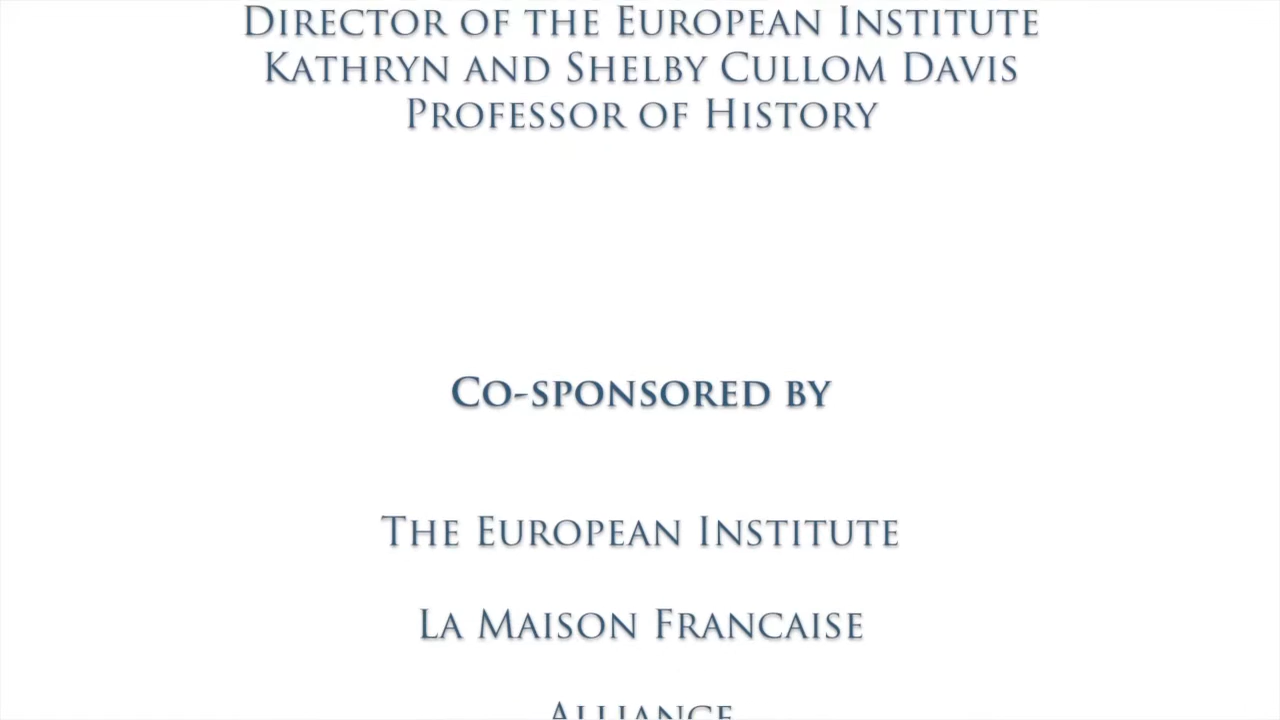 Director of the European Institute
Kathryn and Shelby Cullom Davis
Professor of History
Co-sponsored by
The European Institute
La Maison Francaise
Alliance